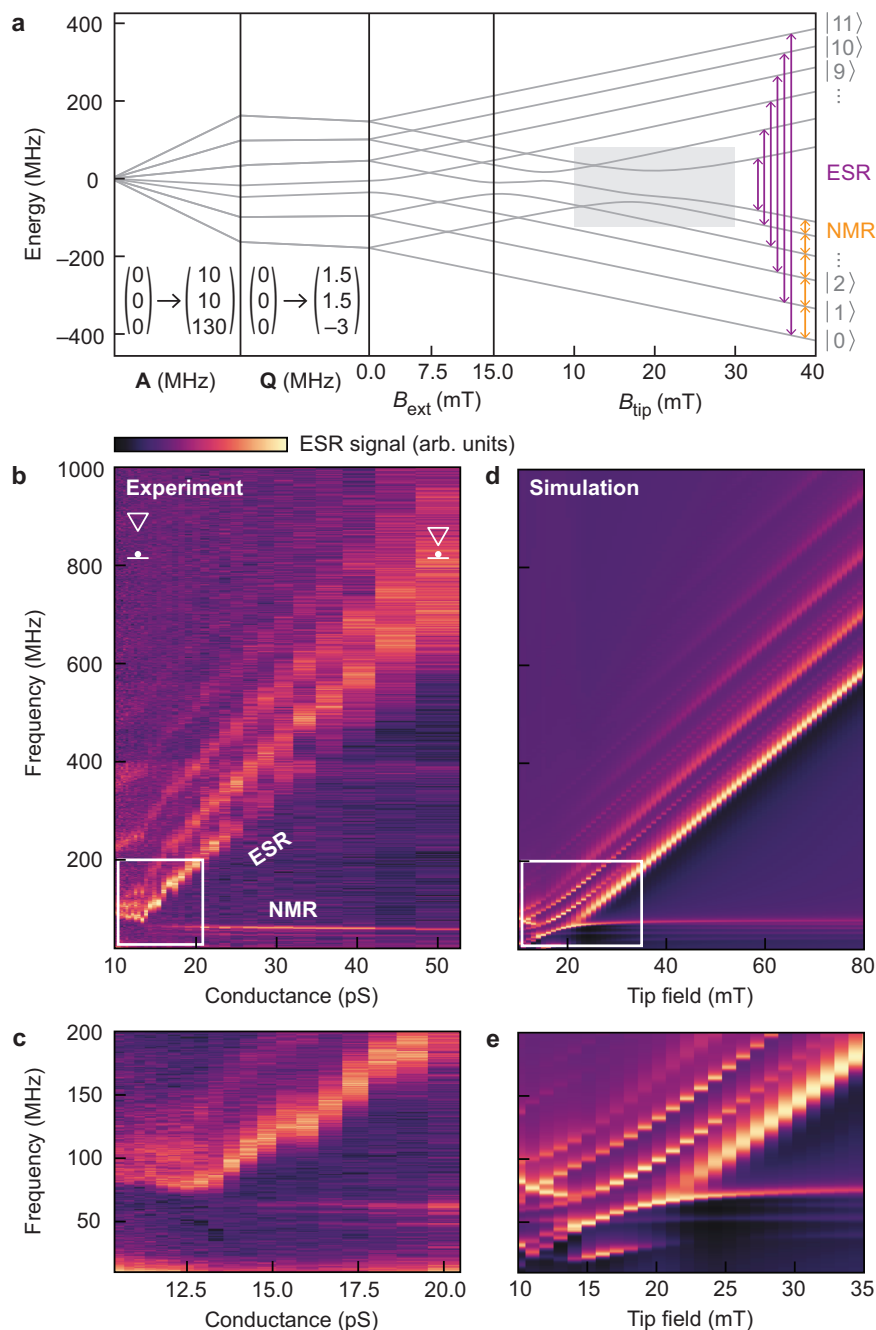 a
Energy (MHz)
400
200
0
−200
−400
(0 0 0) → (10 10 130)
(0 0 0) → (1.5 1.5 −3)
A (MHz)
Q (MHz)
0.0 7.5 15.0
10 20 30 40
B_ext (mT)
B_tip (mT)
|11⟩
|10⟩
|9⟩
⋮
ESR
NMR
⋮
|2⟩
|1⟩
|0⟩
ESR signal (arb. units)
b
Experiment
Frequency (MHz)
1000
800
600
400
200
ESR
NMR
10 20 30 40 50
Conductance (pS)
d
Simulation
20 40 60 80
Tip field (mT)
c
Frequency (MHz)
200
150
100
50
12.5 15.0 17.5 20.0
Conductance (pS)
e
10 15 20 25 30 35
Tip field (mT)